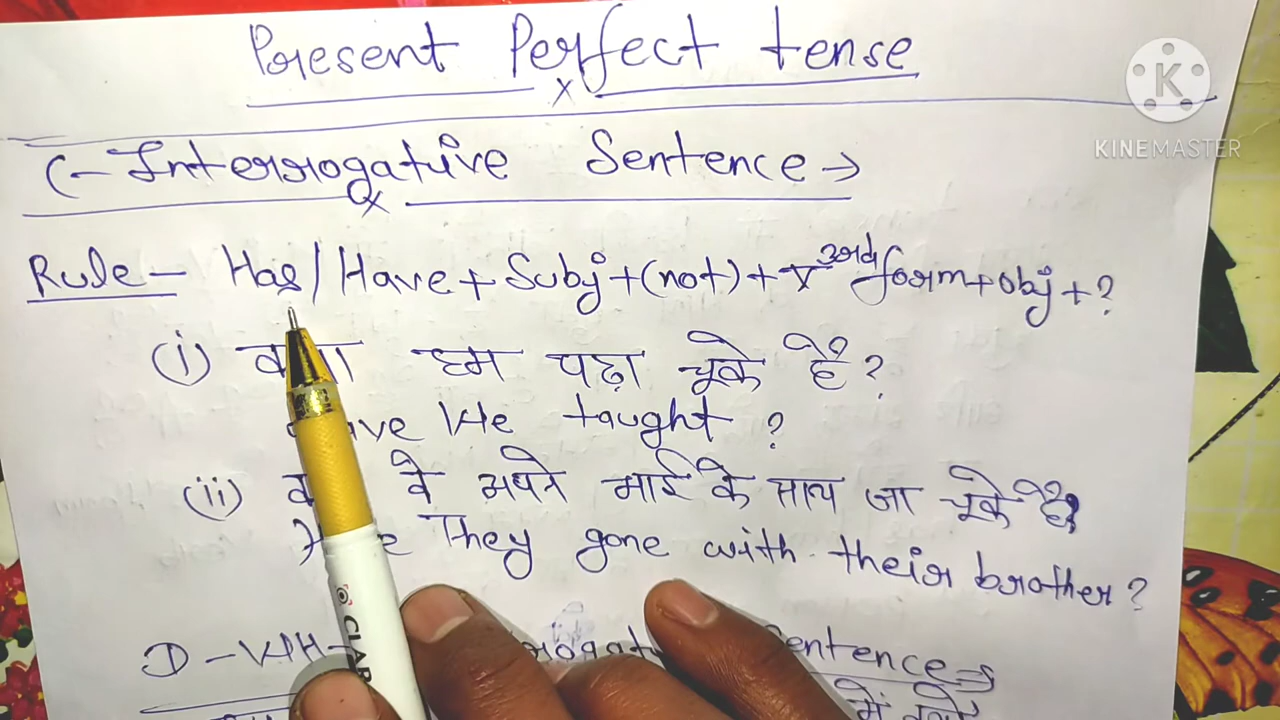 Present Perfect tense
KINEMASTER
C- Interrogative Sentence →
Rule - Has/Have + Subj + (not) + V 3rd form + obj + ?
(i) हम पढ़ा चूके हैं ?
We taught ?
(ii) वे अपने भाई के साथ जा चूके हैं ?
They gone with their brother ?
D - WH- Sentence →
में